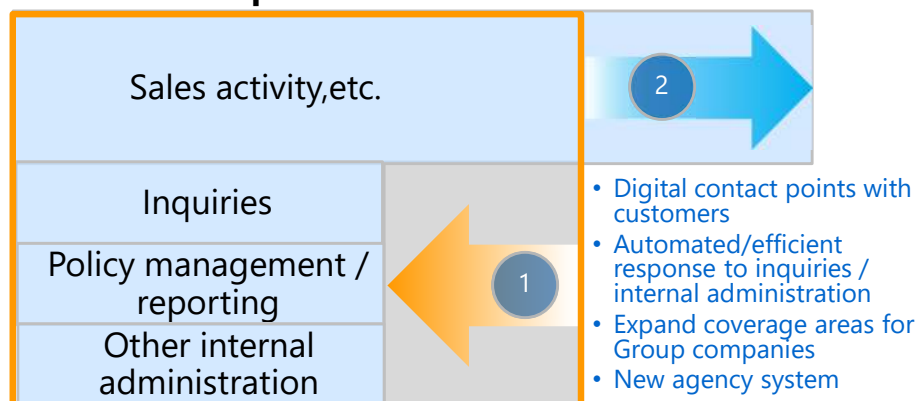 Sales activity,etc.
2
Inquiries
Policy management /
reporting
1
Other internal
administration
• Digital contact points with
customers
• Automated/efficient
response to inquiries /
internal administration
• Expand coverage areas for
Group companies
• New agency system